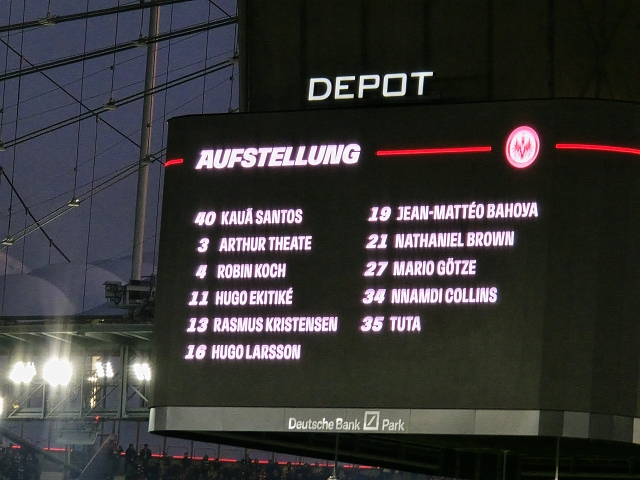 DEPOT
AUFSTELLUNG
40 KAUÃ SANTOS
3 ARTHUR THEATE
4 ROBIN KOCH
11 HUGO EKITIKÉ
13 RASMUS KRISTENSEN
16 HUGO LARSSON
19 JEAN-MATTÉO BAHOYA
21 NATHANIEL BROWN
27 MARIO GÖTZE
34 NNAMDI COLLINS
35 TUTA
Deutsche Bank Park